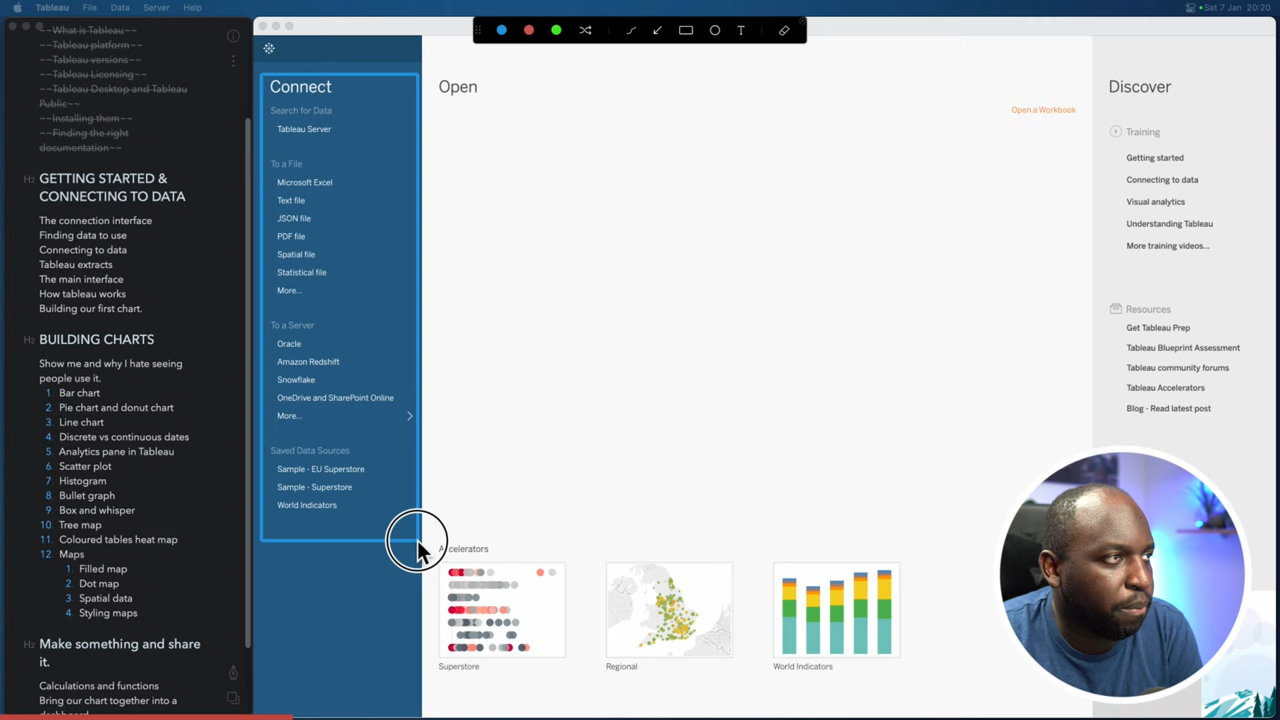 Tableau File Data Server Help
Sat 7 Jan 20:20
~~What is Tableau~~
~~Tableau platform~~
~~Tableau versions~~
~~Tableau Licensing~~
~~Tableau Desktop and Tableau
Public~~
~~Installing them~~
~~Finding the right
documentation~~
H2 GETTING STARTED &
CONNECTING TO DATA
The connection interface
Finding data to use
Connecting to data
Tableau extracts
The main interface
How tableau works
Building our first chart.
H2 BUILDING CHARTS
Show me and why I hate seeing
people use it.
1. Bar chart
2. Pie chart and donut chart
3. Line chart
4. Discrete vs continuous dates
5. Analytics pane in Tableau
6. Scatter plot
7. Histogram
8. Bullet graph
9. Box and whisper
10. Tree map
11. Coloured tables heat map
12. Maps
1. Filled map
2. Dot map
3. Spatial data
4. Styling maps
H2 Make something and share
it.
Calculations and functions
Bring our chart together into a
dashboard
Connect
Search for Data
Tableau Server
To a File
Microsoft Excel
Text file
JSON file
PDF file
Spatial file
Statistical file
More...
To a Server
Oracle
Amazon Redshift
Snowflake
OneDrive and SharePoint Online
More...
Saved Data Sources
Sample - EU Superstore
Sample - Superstore
World Indicators
T
Open
Open a Workbook
Accelerators
Superstore
Regional
World Indicators
Discover
Training
Getting started
Connecting to data
Visual analytics
Understanding Tableau
More training videos...
Resources
Get Tableau Prep
Tableau Blueprint Assessment
Tableau community forums
Tableau Accelerators
Blog - Read latest post